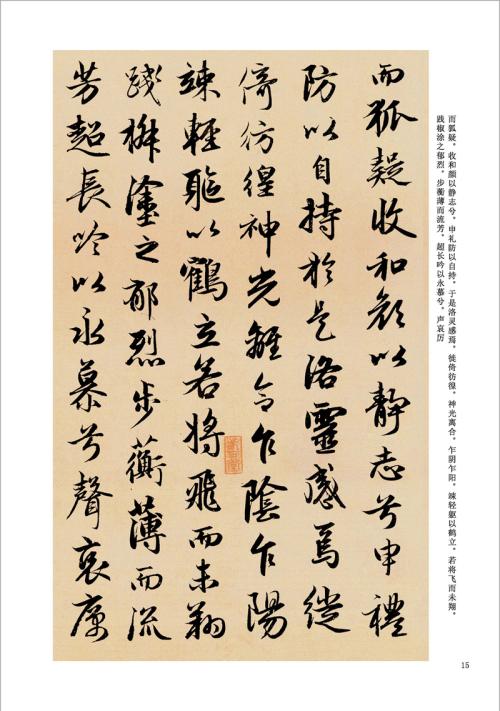 而狐疑。收和颜以静志兮，申礼防以自持。于是洛灵感焉，徙倚彷徨。神光离合，乍阴乍阳。竦轻躯以鹤立，若将飞而未翔。
践椒涂之郁烈，步蘅薄而流芳。超长吟以永慕兮，声哀厉
而狐疑收和顏以靜志兮申禮
防以自持於是洛靈感焉徙
倚彷徨神光離合乍陰乍陽
竦輕軀以鶴立若將飛而未翔
踐椒塗之郁烈步蘅薄而流
芳超長吟以永慕兮聲哀厲
15